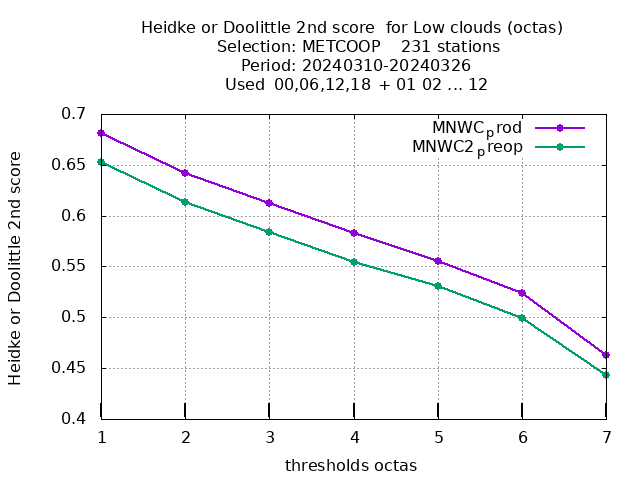 Heidke or Doolittle 2nd score  for Low clouds (octas)
Selection: METCOOP    231 stations
Period: 20240310-20240326
Used  00,06,12,18 + 01 02 ... 12
MNWCprod
MNWC2preop
0.7
0.65
0.6
0.55
0.5
0.45
0.4
Heidke or Doolittle 2nd score
1 2 3 4 5 6 7
thresholds octas